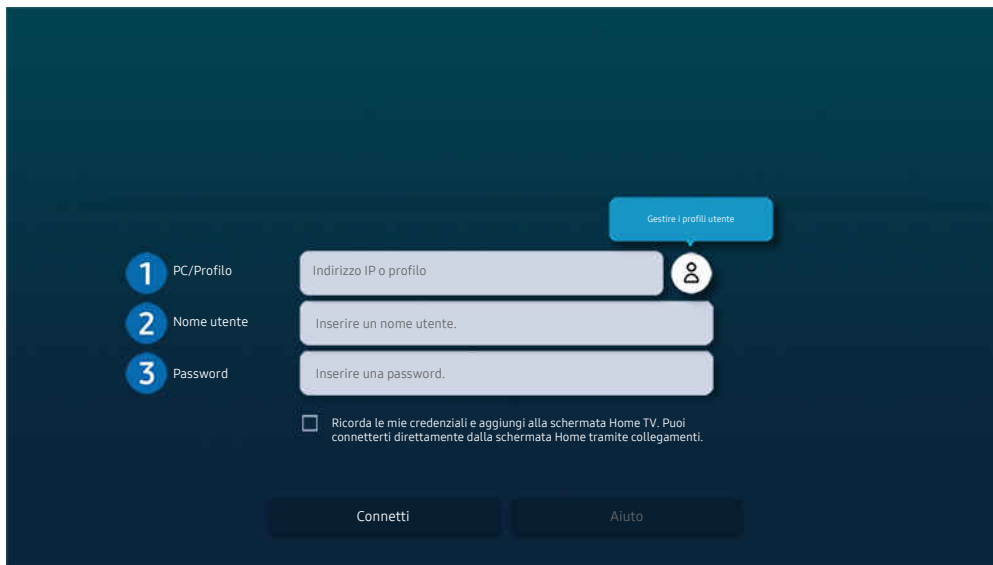 Gestire i profili utente
1 PC/Profilo Indirizzo IP o profilo
2 Nome utente Inserire un nome utente.
3 Password Inserire una password.
Ricorda le mie credenziali e aggiungi alla schermata Home TV. Puoi
connetterti direttamente dalla schermata Home tramite collegamenti.
Connetti Aiuto